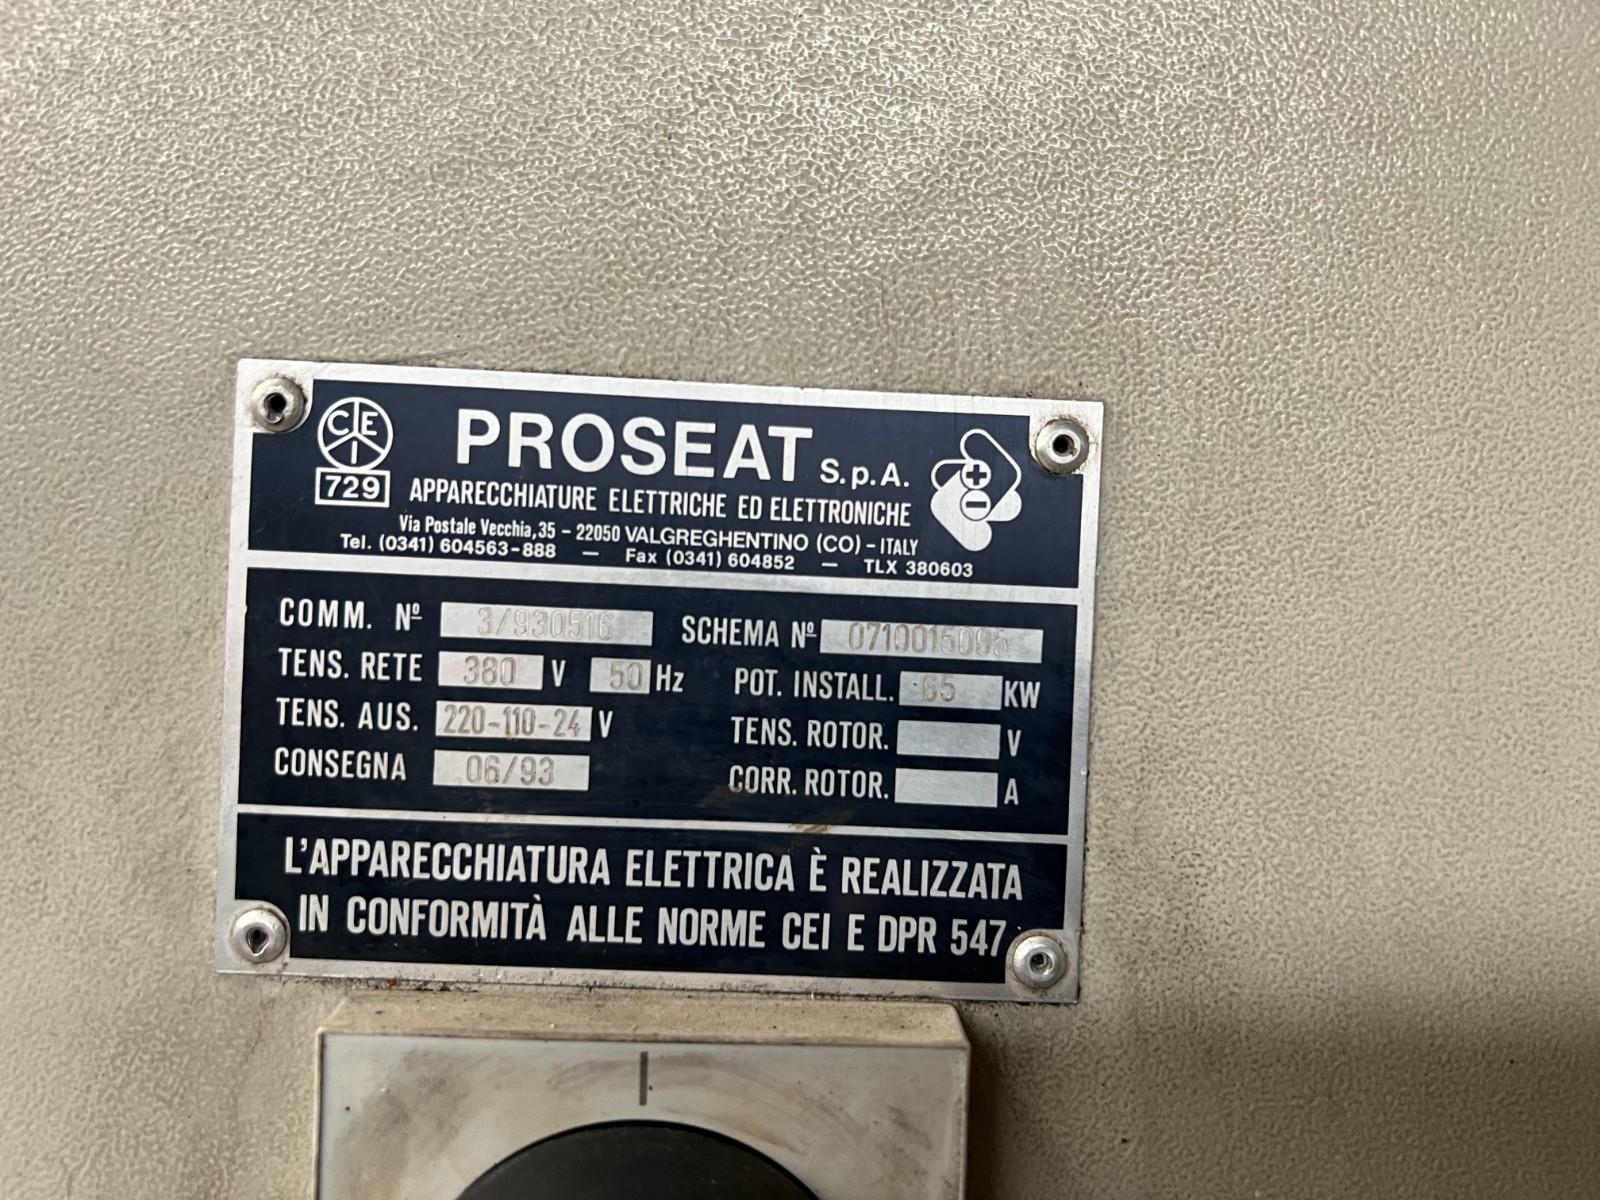 CEI
729
PROSEAT S.p.A.
APPARECCHIATURE ELETTRICHE ED ELETTRONICHE
Via Postale Vecchia, 35 - 22050 VALGREGHENTINO (CO) - ITALY
Tel. (0341) 604563-888 — Fax (0341) 604852 — TLX 380603
COMM. Nº 3/930516 SCHEMA Nº 0710015095
TENS. RETE 380 V 50 Hz POT. INSTALL. 65 KW
TENS. AUS. 220-110-24 V TENS. ROTOR. V
CONSEGNA 06/93 CORR. ROTOR. A
L'APPARECCHIATURA ELETTRICA È REALIZZATA
IN CONFORMITÀ ALLE NORME CEI E DPR 547